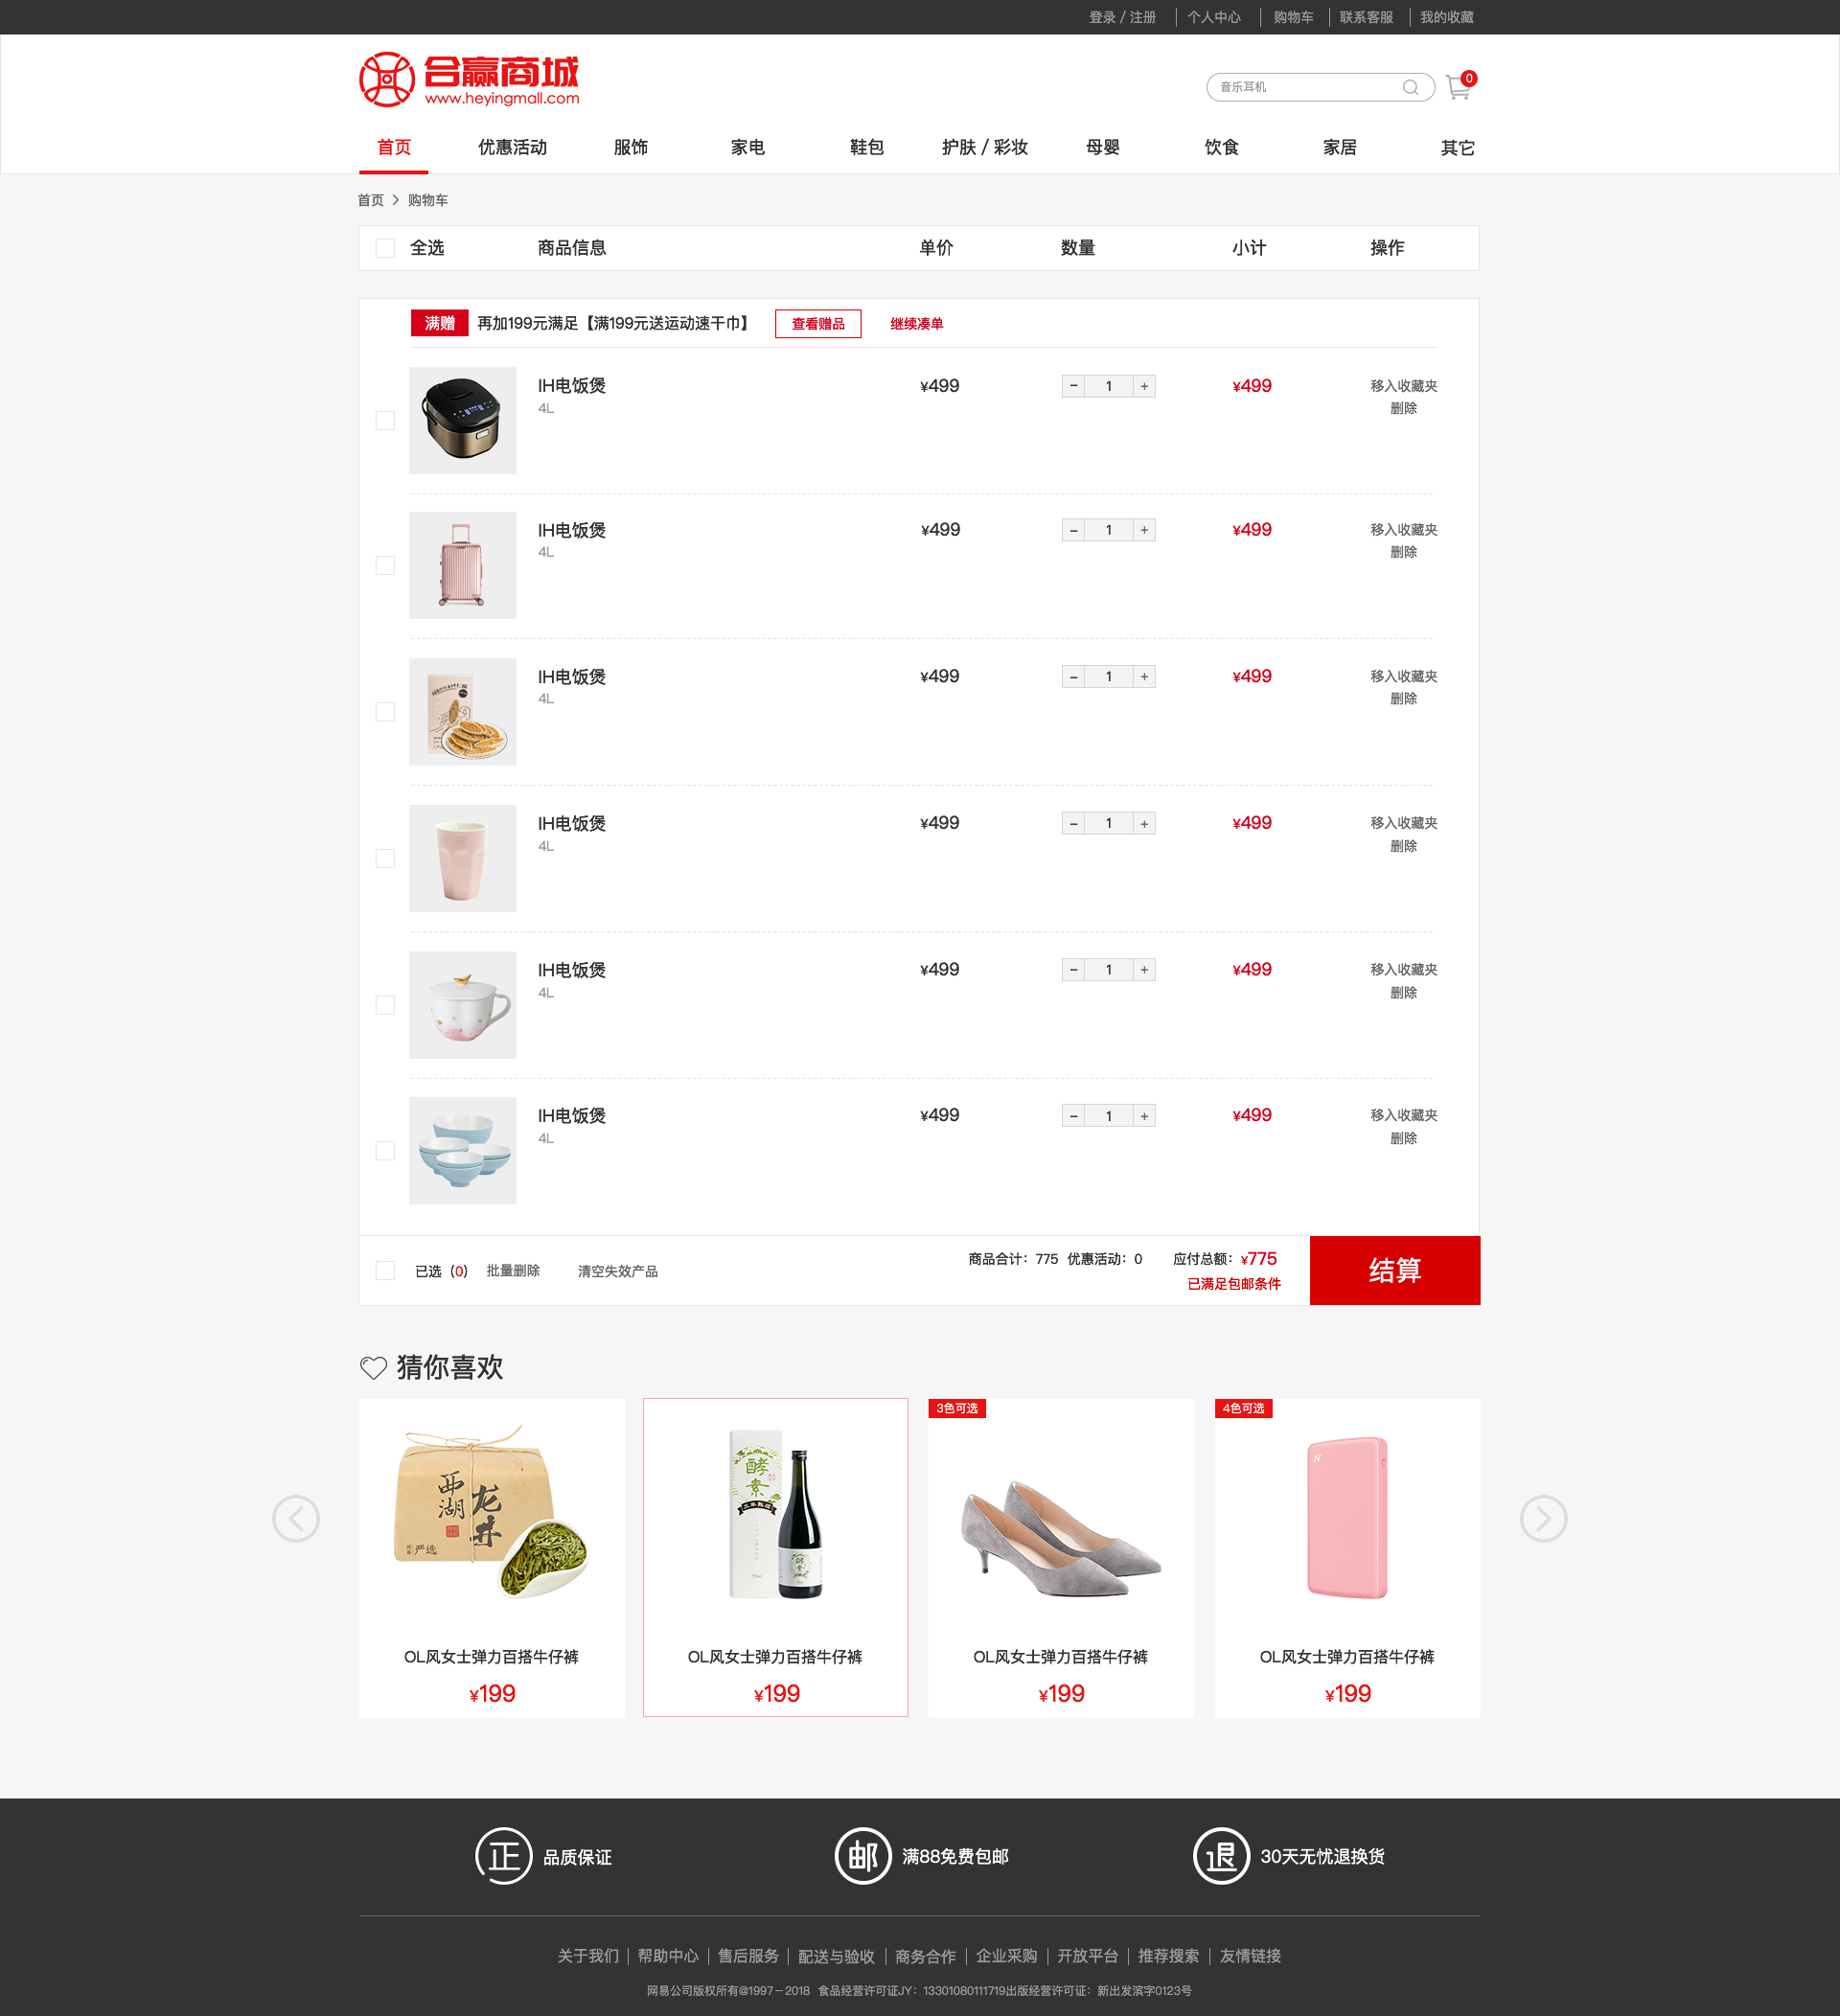 登录 / 注册 个人中心 购物车 联系客服 我的收藏
合赢商城
www.heyingmall.com
音乐耳机
0
首页 优惠活动 服饰 家电 鞋包 护肤 / 彩妆 母婴 饮食 家居 其它
首页 > 购物车
全选 商品信息 单价 数量 小计 操作
满赠 再加199元满足【满199元送运动速干巾】 查看赠品 继续凑单
IH电饭煲 ¥499 − 1 + ¥499 移入收藏夹
4L 删除
IH电饭煲 ¥499 − 1 + ¥499 移入收藏夹
4L 删除
IH电饭煲 ¥499 − 1 + ¥499 移入收藏夹
4L 删除
IH电饭煲 ¥499 − 1 + ¥499 移入收藏夹
4L 删除
IH电饭煲 ¥499 − 1 + ¥499 移入收藏夹
4L 删除
IH电饭煲 ¥499 − 1 + ¥499 移入收藏夹
4L 删除
商品合计：775 优惠活动：0 应付总额：¥775
已选（0） 批量删除 清空失效产品 结算
已满足包邮条件
猜你喜欢
3色可选 4色可选
西湖
龙井
严选
酵素
酵素
OL风女士弹力百搭牛仔裤 OL风女士弹力百搭牛仔裤 OL风女士弹力百搭牛仔裤 OL风女士弹力百搭牛仔裤
¥199 ¥199 ¥199 ¥199
正 品质保证 邮 满88免费包邮 退 30天无忧退换货
关于我们 帮助中心 售后服务 配送与验收 商务合作 企业采购 开放平台 推荐搜索 友情链接
网易公司版权所有@1997－2018 食品经营许可证JY：13301080111719出版经营许可证：新出发滨字0123号